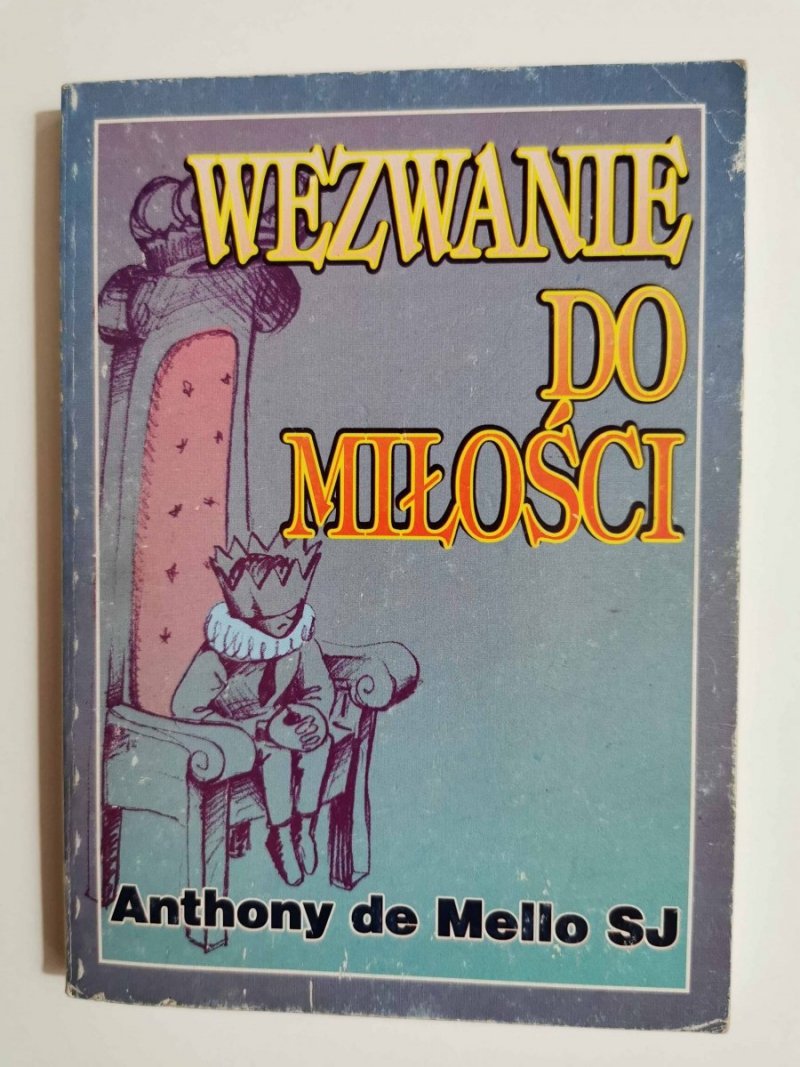 WEZWANIE
DO
MIŁOŚCI
Anthony de Mello SJ